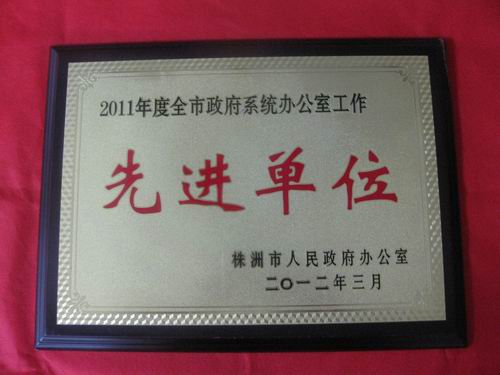 2011年度全市政府系统办公室工作
先进单位
株洲市人民政府办公室
二〇一二年三月